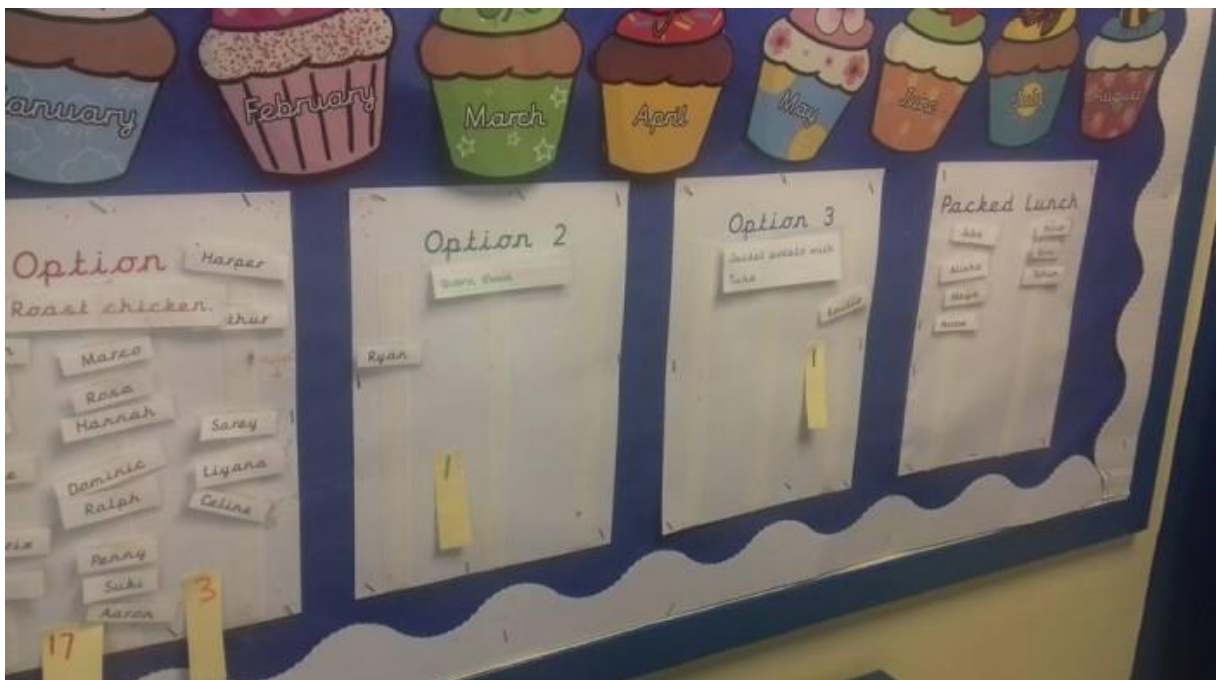 January
February
March
April
May
June
July
August
Option
Roast chicken.
Harper
thur
Marco
Rosa
Hannah
Dominic
Ralph
Penny
Suki
Aaron
Liyana
Celine
17
3
Option 2
Ryan
1
Option 3
Jacket potato with
Tuna
1
Packed Lunch
Alisha
Maya